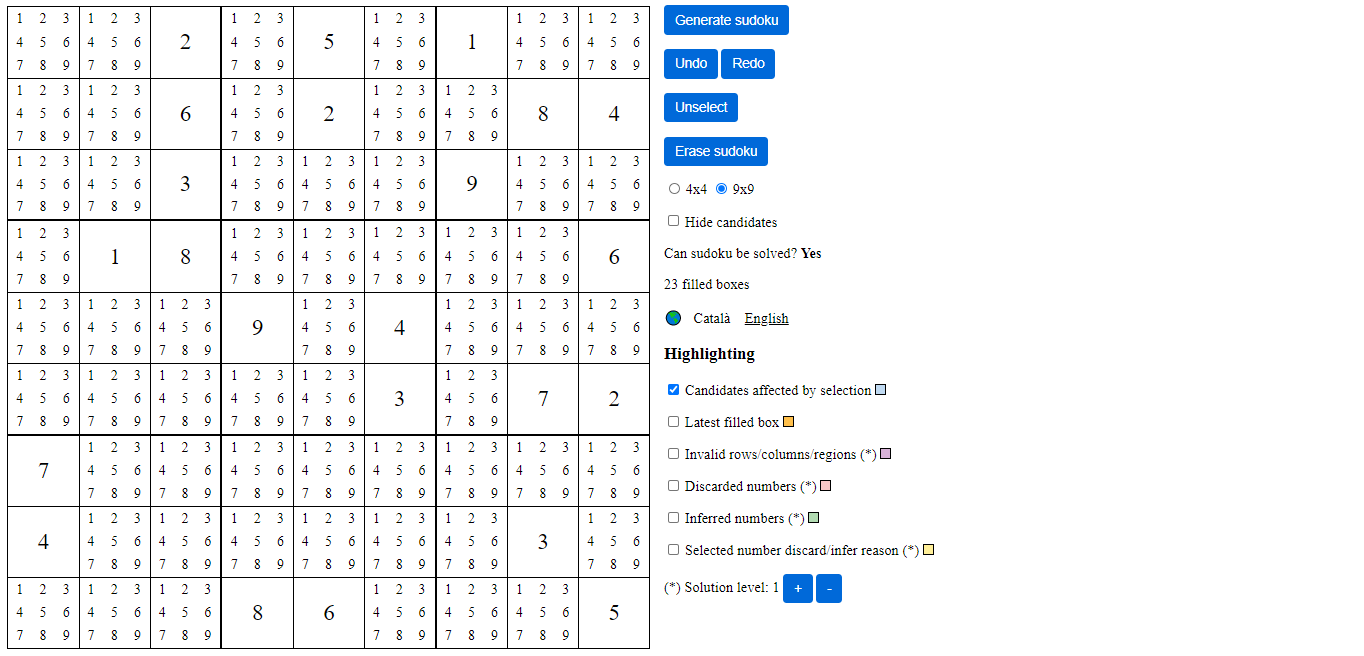 1 2 3 1 2 3 1 2 3 1 2 3 1 2 3 1 2 3
4 5 6 4 5 6 2 4 5 6 5 4 5 6 1 4 5 6 4 5 6
7 8 9 7 8 9 7 8 9 7 8 9 7 8 9 7 8 9
1 2 3 1 2 3 1 2 3 1 2 3 1 2 3
4 5 6 4 5 6 6 4 5 6 2 4 5 6 4 5 6 8 4
7 8 9 7 8 9 7 8 9 7 8 9 7 8 9
1 2 3 1 2 3 1 2 3 1 2 3 1 2 3 1 2 3 1 2 3
4 5 6 4 5 6 3 4 5 6 4 5 6 4 5 6 9 4 5 6 4 5 6
7 8 9 7 8 9 7 8 9 7 8 9 7 8 9 7 8 9 7 8 9
1 2 3 1 2 3 1 2 3 1 2 3 1 2 3 1 2 3
4 5 6 1 8 4 5 6 4 5 6 4 5 6 4 5 6 4 5 6 6
7 8 9 7 8 9 7 8 9 7 8 9 7 8 9 7 8 9
1 2 3 1 2 3 1 2 3 1 2 3 1 2 3 1 2 3 1 2 3
4 5 6 4 5 6 4 5 6 9 4 5 6 4 4 5 6 4 5 6 4 5 6
7 8 9 7 8 9 7 8 9 7 8 9 7 8 9 7 8 9 7 8 9
1 2 3 1 2 3 1 2 3 1 2 3 1 2 3 1 2 3
4 5 6 4 5 6 4 5 6 4 5 6 4 5 6 3 4 5 6 7 2
7 8 9 7 8 9 7 8 9 7 8 9 7 8 9 7 8 9
1 2 3 1 2 3 1 2 3 1 2 3 1 2 3 1 2 3 1 2 3 1 2 3
7 4 5 6 4 5 6 4 5 6 4 5 6 4 5 6 4 5 6 4 5 6 4 5 6
7 8 9 7 8 9 7 8 9 7 8 9 7 8 9 7 8 9 7 8 9 7 8 9
1 2 3 1 2 3 1 2 3 1 2 3 1 2 3 1 2 3 1 2 3
4 4 5 6 4 5 6 4 5 6 4 5 6 4 5 6 4 5 6 3 4 5 6
7 8 9 7 8 9 7 8 9 7 8 9 7 8 9 7 8 9 7 8 9
1 2 3 1 2 3 1 2 3 1 2 3 1 2 3 1 2 3
4 5 6 4 5 6 4 5 6 8 6 4 5 6 4 5 6 4 5 6 5
7 8 9 7 8 9 7 8 9 7 8 9 7 8 9 7 8 9
Generate sudoku
Undo Redo
Unselect
Erase sudoku
4x4 9x9
Hide candidates
Can sudoku be solved? Yes
23 filled boxes
Català English
Highlighting
Candidates affected by selection
Latest filled box
Invalid rows/columns/regions (*)
Discarded numbers (*)
Inferred numbers (*)
Selected number discard/infer reason (*)
(*) Solution level: 1 + -